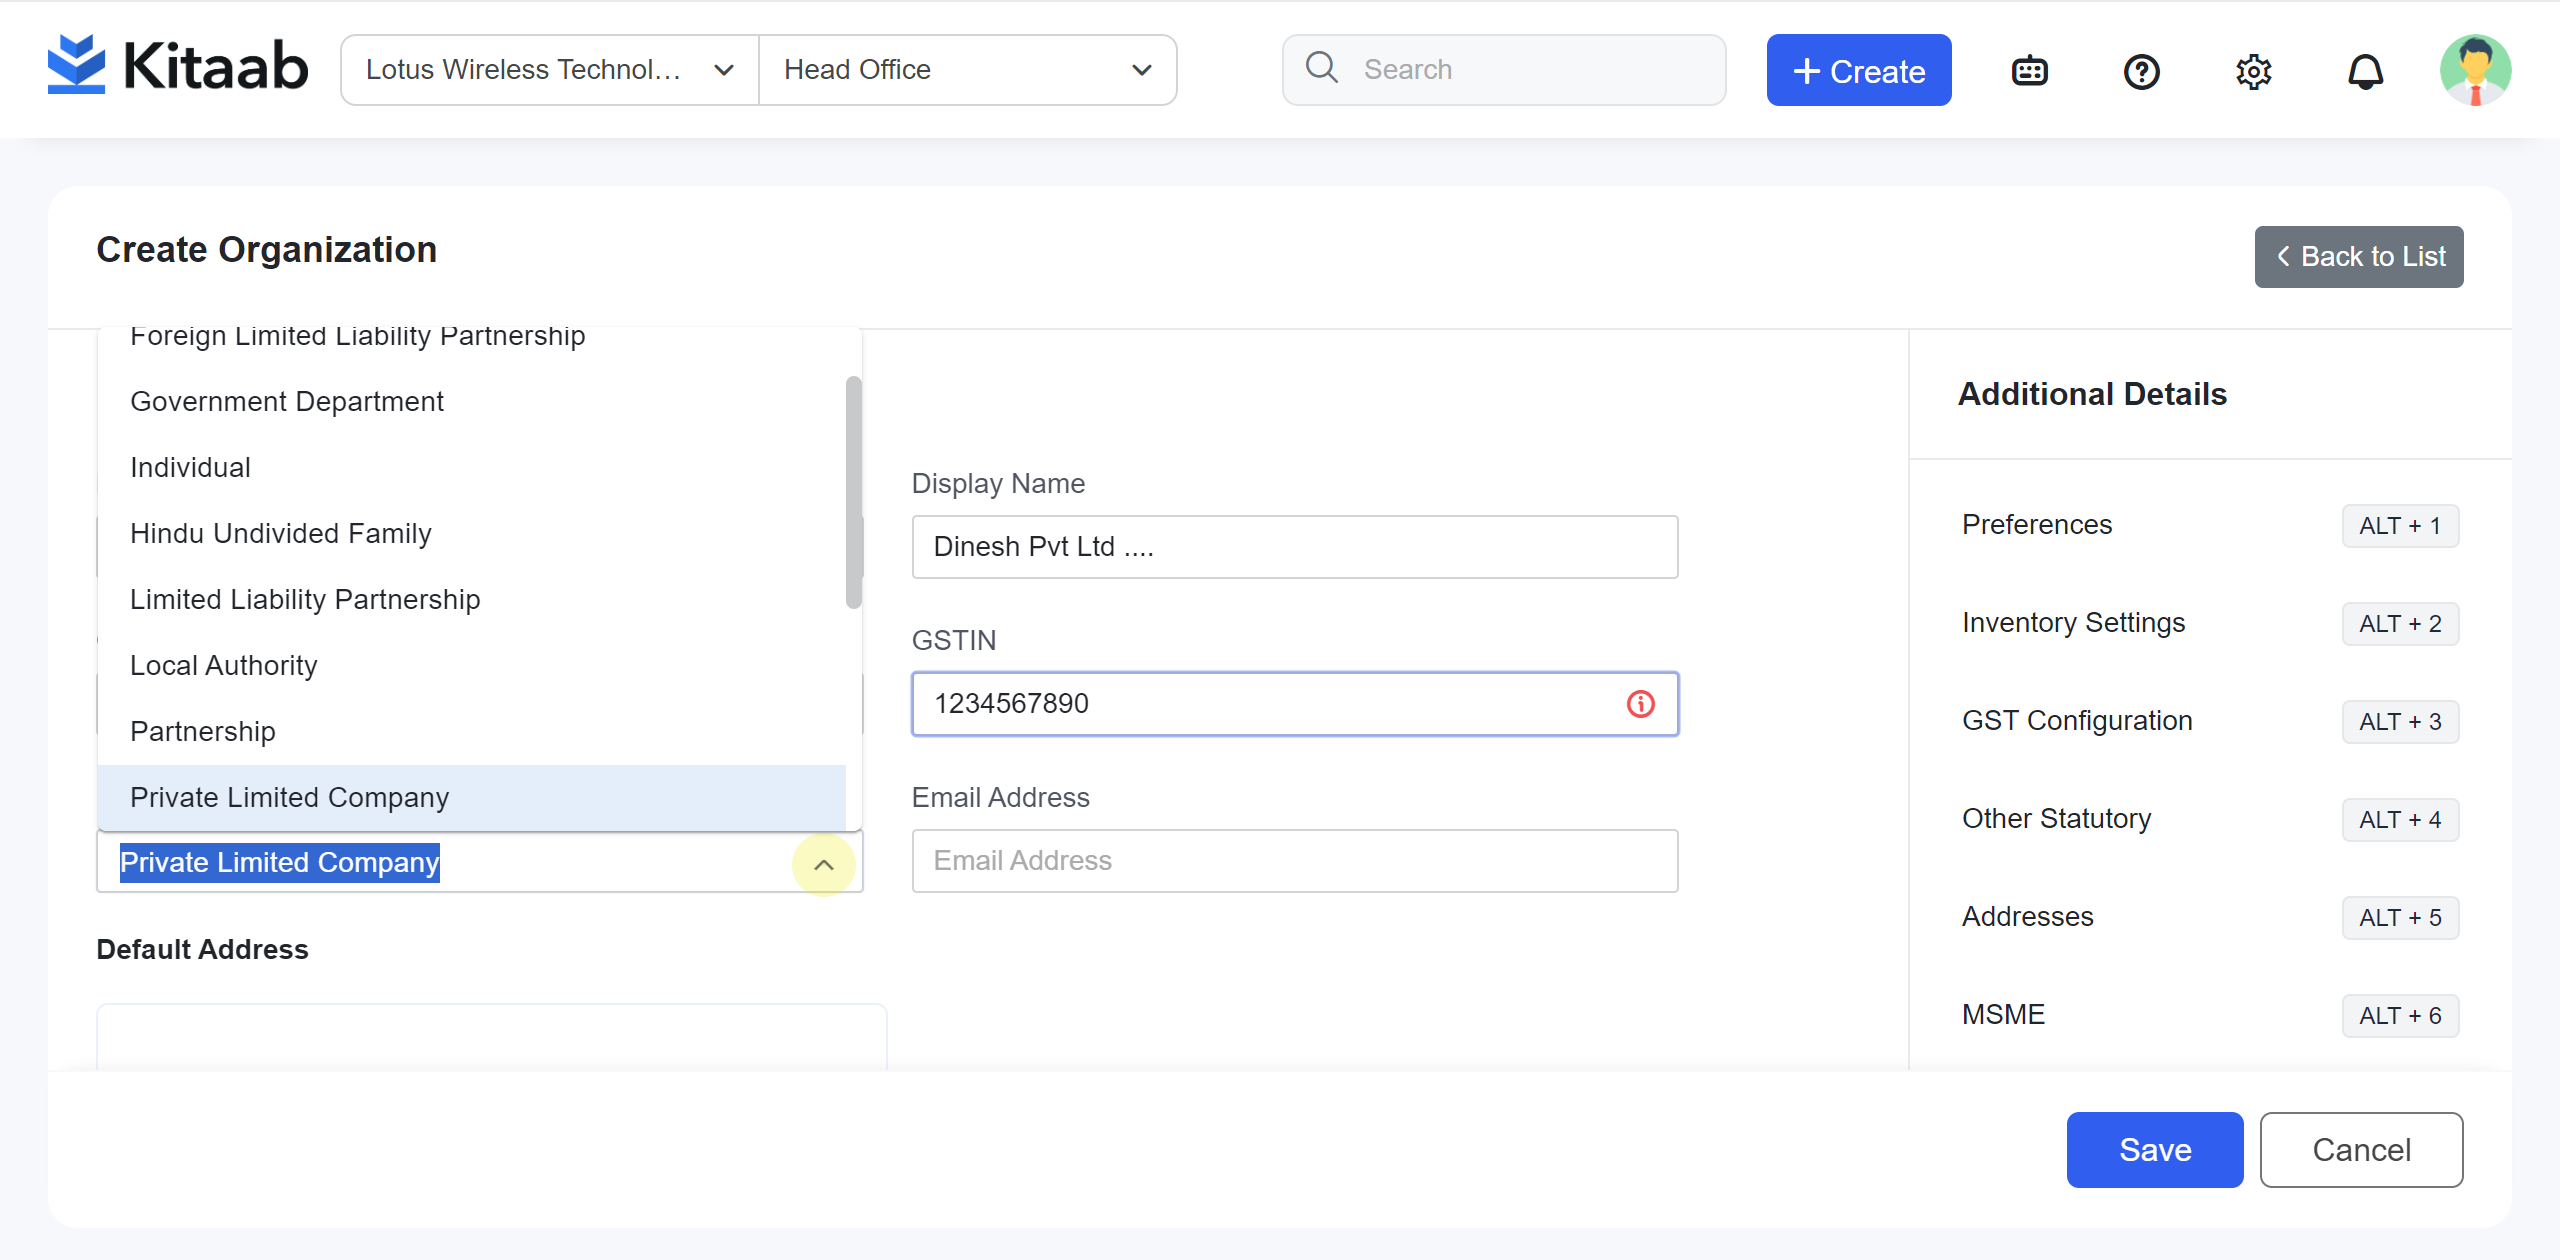 Kitaab
Lotus Wireless Technol...
Head Office
Search
+ Create
Create Organization
Back to List
Foreign Limited Liability Partnership
Government Department
Individual
Hindu Undivided Family
Limited Liability Partnership
Local Authority
Partnership
Private Limited Company
Private Limited Company
Display Name
Dinesh Pvt Ltd ....
GSTIN
1234567890
Email Address
Email Address
Default Address
Additional Details
Preferences ALT + 1
Inventory Settings ALT + 2
GST Configuration ALT + 3
Other Statutory ALT + 4
Addresses ALT + 5
MSME ALT + 6
Save
Cancel